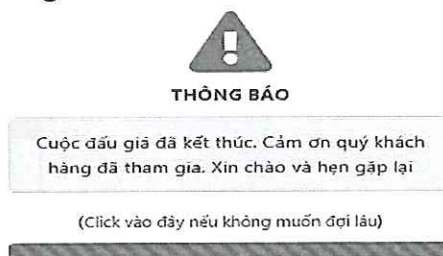 THÔNG BÁO
Cuộc đấu giá đã kết thúc. Cảm ơn quý khách
hàng đã tham gia. Xin chào và hẹn gặp lại
(Click vào đây nếu không muốn đợi lâu)